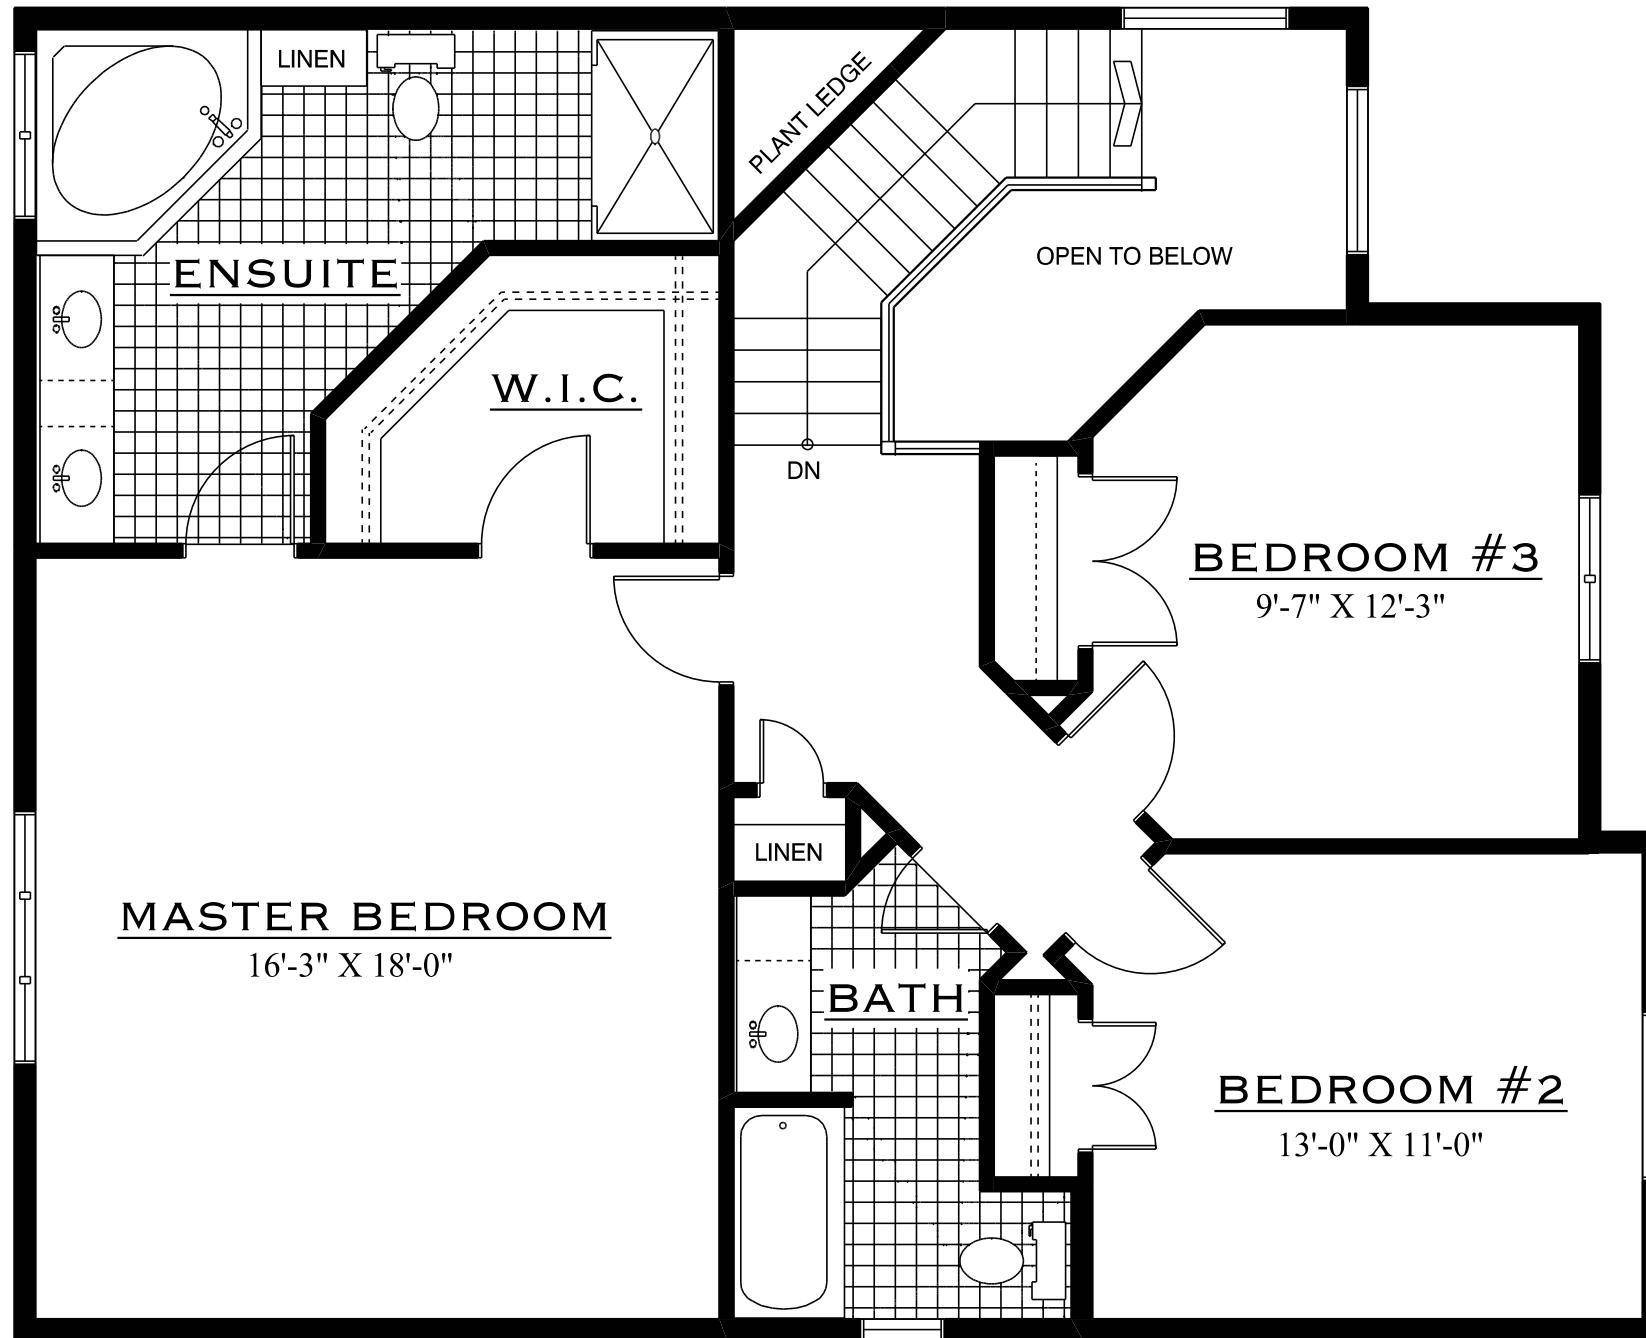 LINEN
PLANT LEDGE
OPEN TO BELOW
ENSUITE
W.I.C.
DN
BEDROOM #3
9'-7" X 12'-3"
LINEN
MASTER BEDROOM
16'-3" X 18'-0"
BATH
BEDROOM #2
13'-0" X 11'-0"